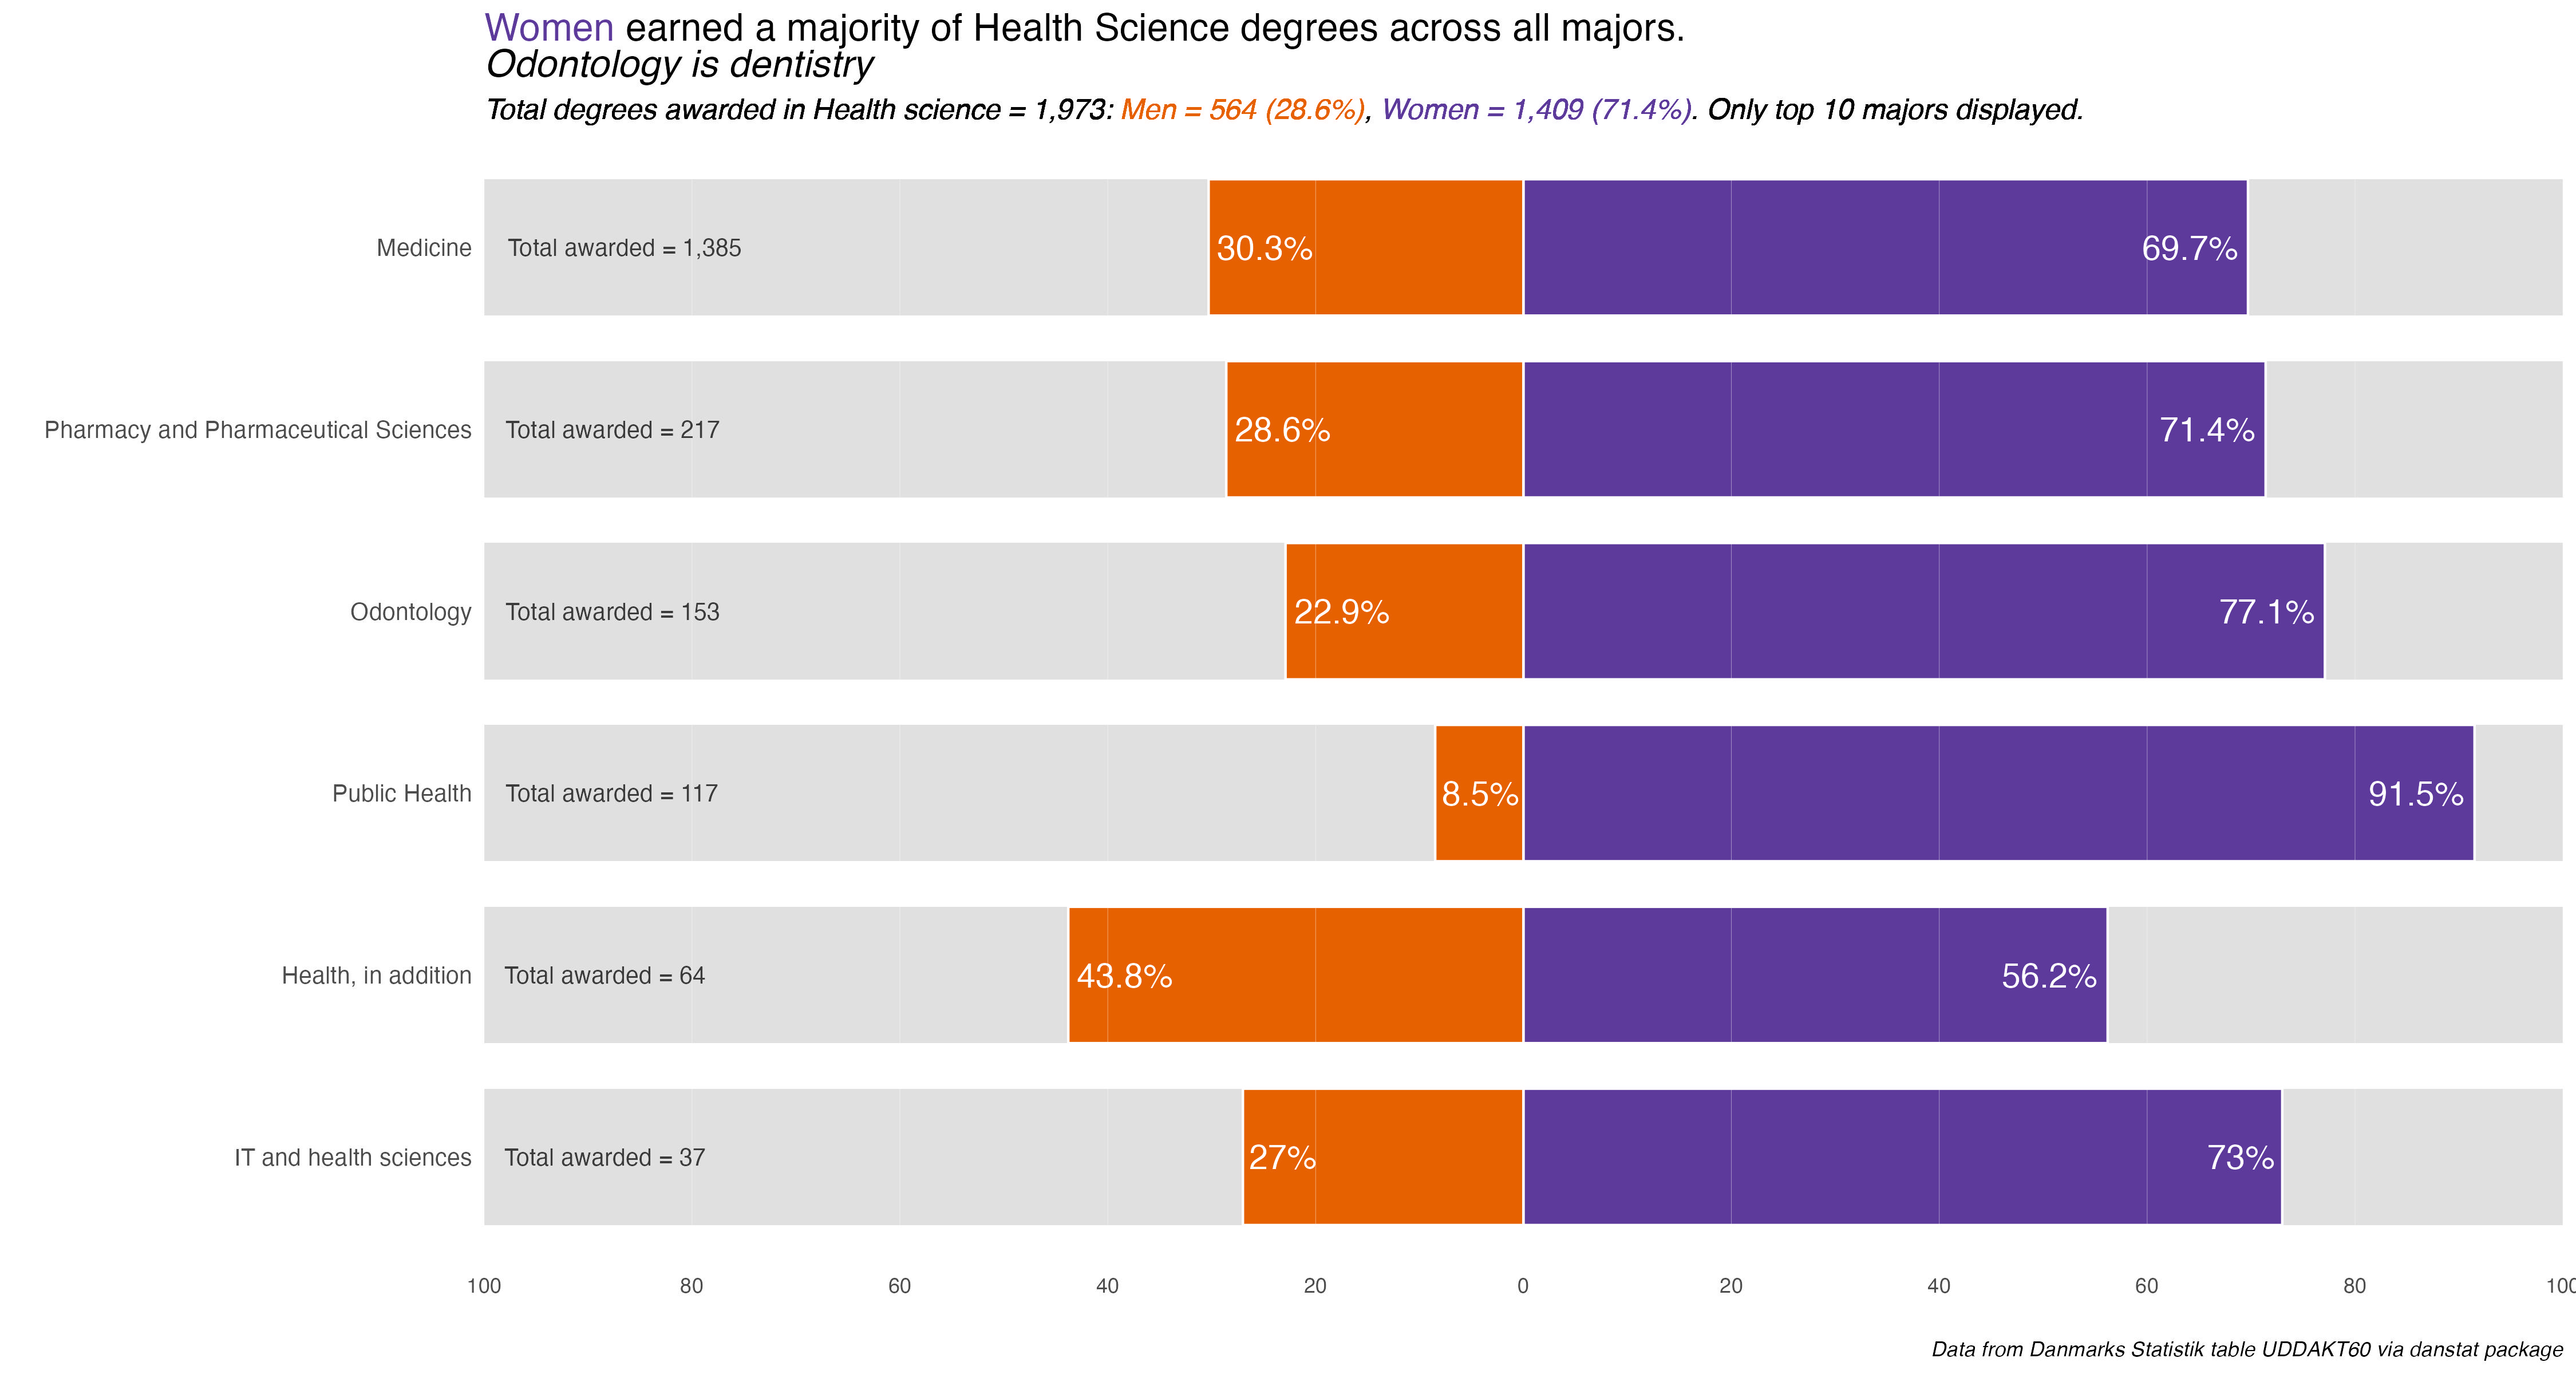 Women earned a majority of Health Science degrees across all majors.
Odontology is dentistry
Total degrees awarded in Health science = 1,973: Men = 564 (28.6%), Women = 1,409 (71.4%). Only top 10 majors displayed.
Medicine Total awarded = 1,385 30.3% 69.7%
Pharmacy and Pharmaceutical Sciences Total awarded = 217 28.6% 71.4%
Odontology Total awarded = 153 22.9% 77.1%
Public Health Total awarded = 117 8.5% 91.5%
Health, in addition Total awarded = 64 43.8% 56.2%
IT and health sciences Total awarded = 37 27% 73%
100 80 60 40 20 0 20 40 60 80 100
Data from Danmarks Statistik table UDDAKT60 via danstat package